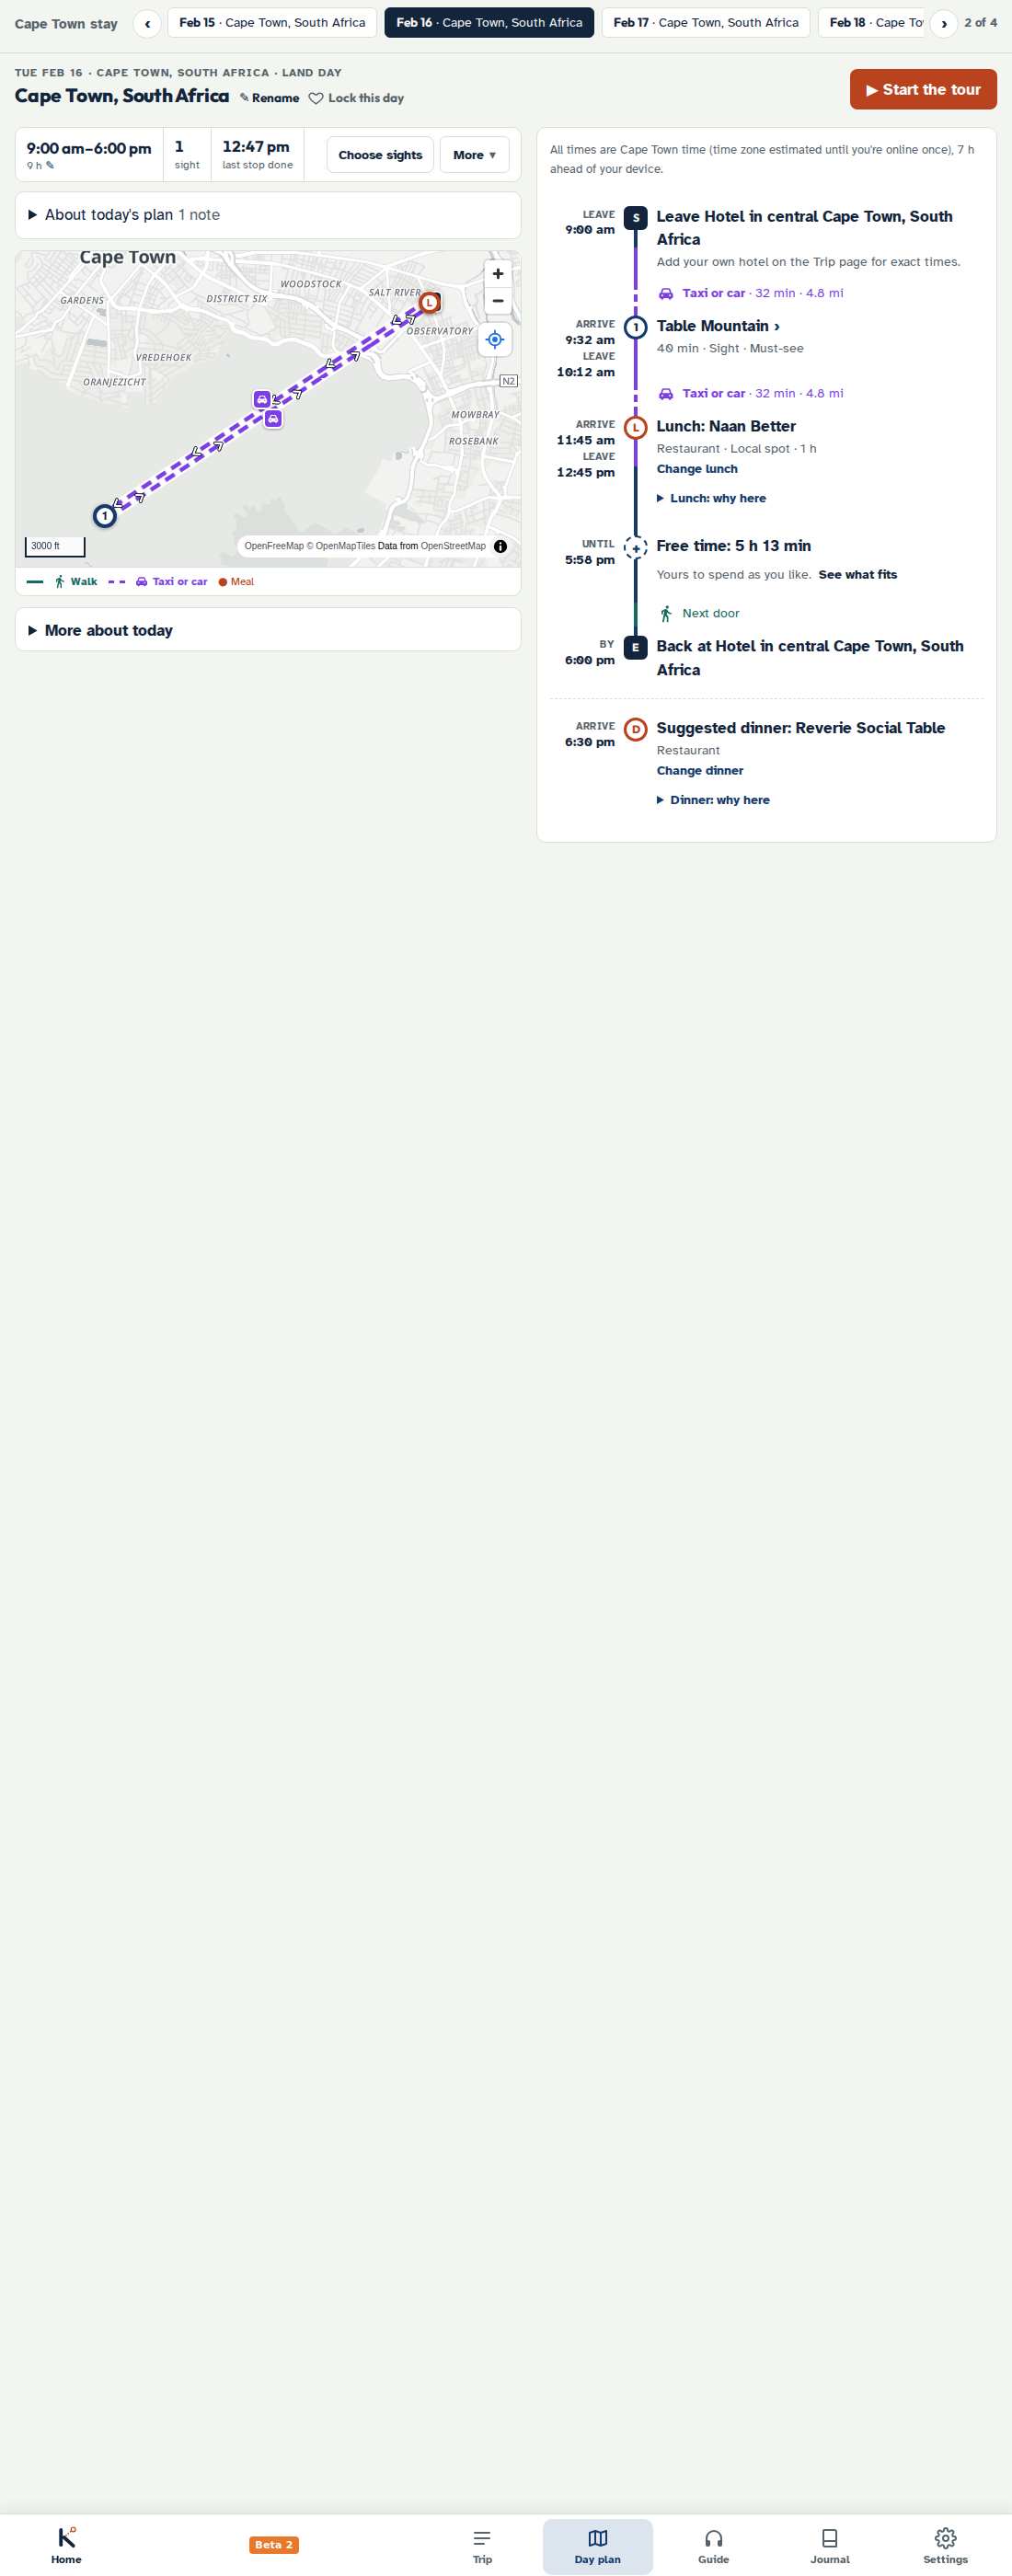 Cape Town stay
‹
Feb 15 · Cape Town, South Africa
Feb 16 · Cape Town, South Africa
Feb 17 · Cape Town, South Africa
Feb 18 · Cape To
›
2 of 4
TUE FEB 16 · CAPE TOWN, SOUTH AFRICA · LAND DAY
Cape Town, South Africa
✎ Rename
Lock this day
▶ Start the tour
9:00 am–6:00 pm
9 h ✎
1
sight
12:47 pm
last stop done
Choose sights
More ▾
▶ About today's plan 1 note
Cape Town
WOODSTOCK
GARDENS
DISTRICT SIX
SALT RIVER
L
OBSERVATORY
VREDEHOEK
ORANJEZICHT
N2
MOWBRAY
ROSEBANK
1
+
−
3000 ft
OpenFreeMap © OpenMapTiles Data from OpenStreetMap
Walk
Taxi or car
Meal
▶ More about today
All times are Cape Town time (time zone estimated until you're online once), 7 h
ahead of your device.
LEAVE
9:00 am
S
Leave Hotel in central Cape Town, South
Africa
Add your own hotel on the Trip page for exact times.
Taxi or car · 32 min · 4.8 mi
ARRIVE
9:32 am
LEAVE
10:12 am
1
Table Mountain ›
40 min · Sight · Must-see
Taxi or car · 32 min · 4.8 mi
ARRIVE
11:45 am
LEAVE
12:45 pm
L
Lunch: Naan Better
Restaurant · Local spot · 1 h
Change lunch
▶ Lunch: why here
UNTIL
5:58 pm
+
Free time: 5 h 13 min
Yours to spend as you like. See what fits
Next door
BY
6:00 pm
E
Back at Hotel in central Cape Town, South
Africa
ARRIVE
6:30 pm
D
Suggested dinner: Reverie Social Table
Restaurant
Change dinner
▶ Dinner: why here
Home
Beta 2
Trip
Day plan
Guide
Journal
Settings